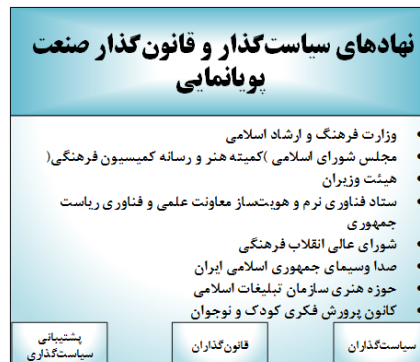 نهادهای سیاست‌گذار و قانون‌گذار صنعت
پویانمایی
• وزارت فرهنگ و ارشاد اسلامی
• مجلس شورای اسلامی )کمیته هنر و رسانه کمیسیون فرهنگی(
• هیئت وزیران
• ستاد فناوری نرم و هویت‌ساز معاونت علمی و فناوری ریاست
جمهوری
• شورای عالی انقلاب فرهنگی
• صدا وسیمای جمهوری اسلامی ایران
• حوزه هنری سازمان تبلیغات اسلامی
• کانون پرورش فکری کودک و نوجوان
سیاست‌گذاران
قانون‌گذاران
پشتیبانی
سیاست‌گذاری